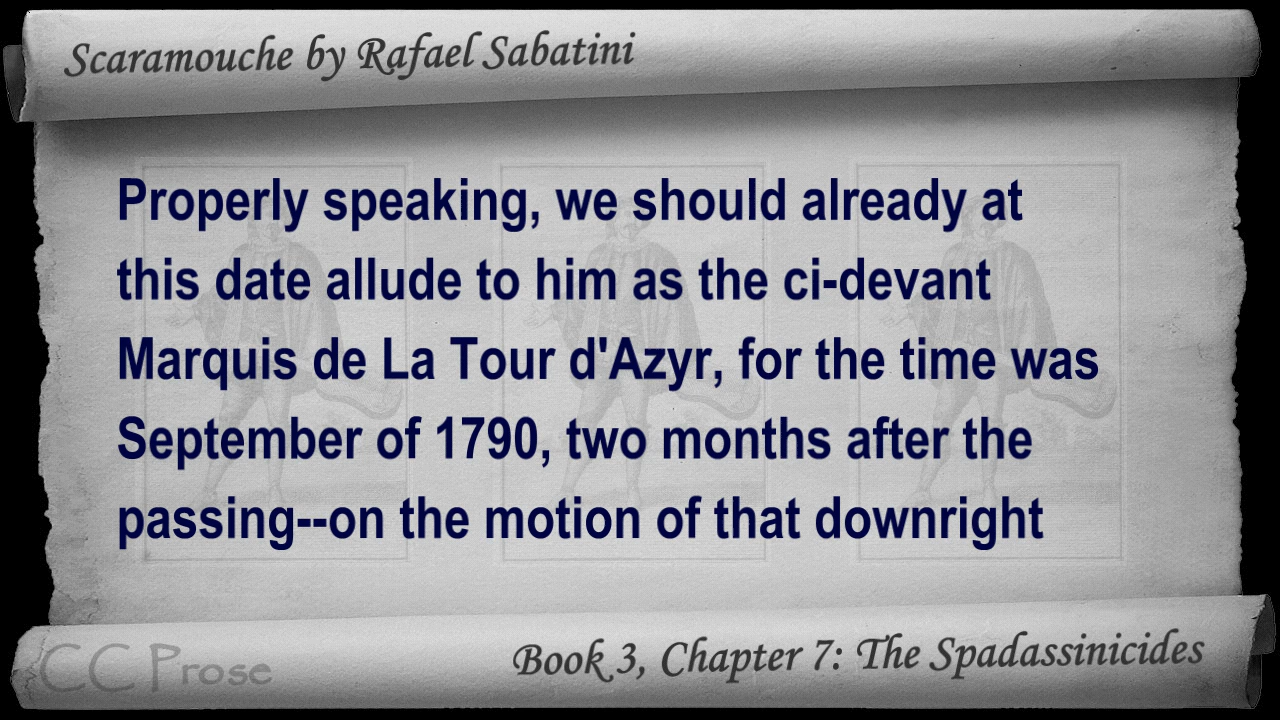 Scaramouche by Rafael Sabatini
Properly speaking, we should already at
this date allude to him as the ci-devant
Marquis de La Tour d'Azyr, for the time was
September of 1790, two months after the
passing--on the motion of that downright
CC Prose
Book 3, Chapter 7: The Spadassinicides